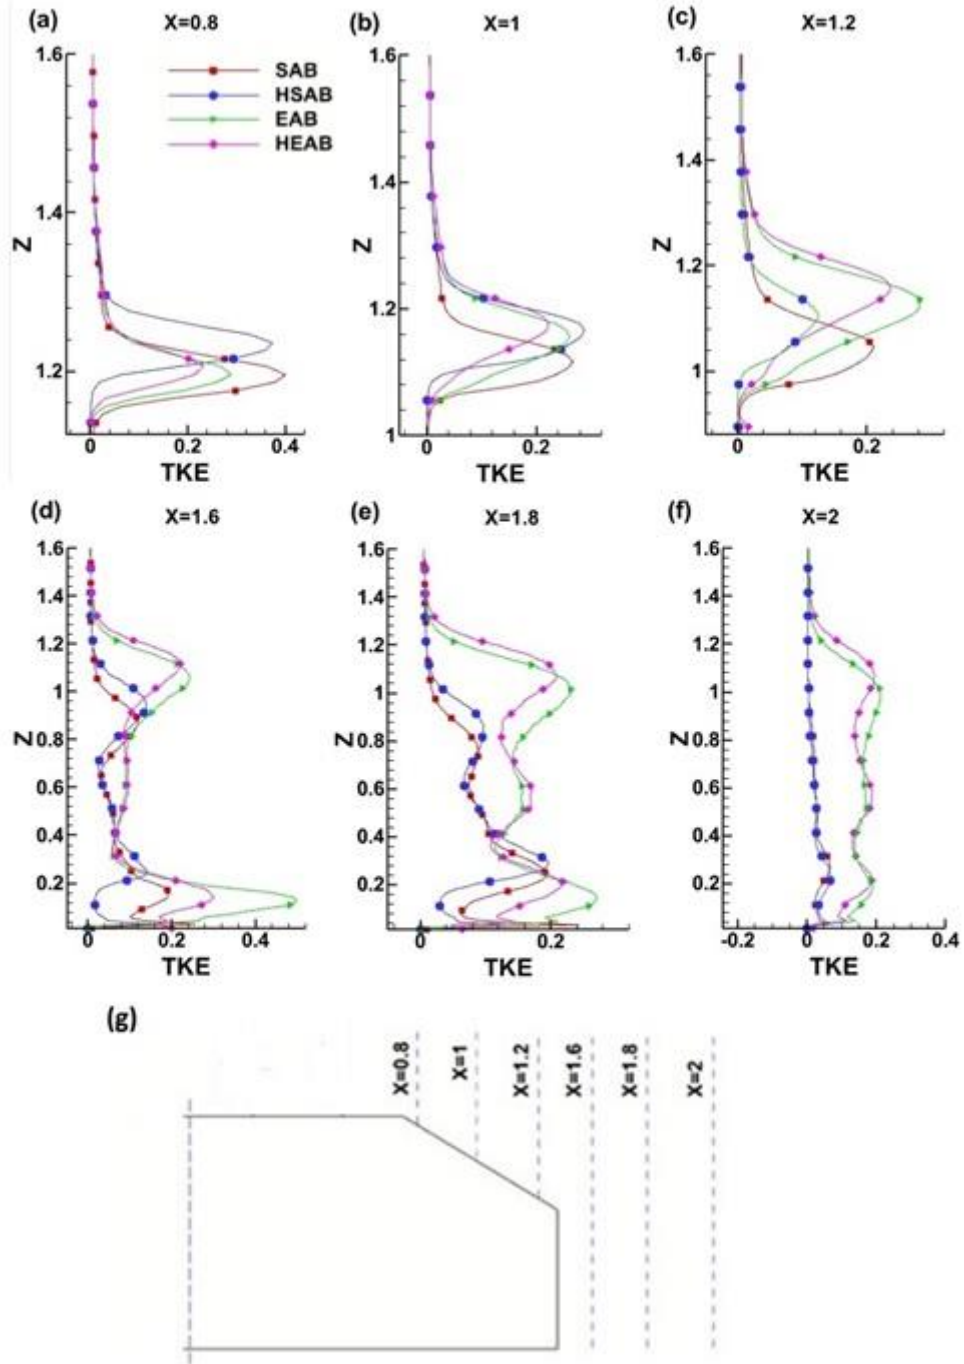 (a) X=0.8
1.6
1.4
Z
1.2
0 0.2 0.4
TKE
SAB
HSAB
EAB
HEAB
(b) X=1
1.6
1.4
Z
1.2
1
0 0.2
TKE
(c) X=1.2
1.6
1.4
Z
1.2
1
0 0.2
TKE
(d) X=1.6
1.6
1.4
1.2
1
Z 0.8
0.6
0.4
0.2
0 0.2 0.4
TKE
(e) X=1.8
1.6
1.4
1.2
1
Z 0.8
0.6
0.4
0.2
0 0.2
TKE
(f) X=2
1.6
1.4
1.2
1
Z 0.8
0.6
0.4
0.2
-0.2 0 0.2 0.4
TKE
(g)
X=0.8
X=1
X=1.2
X=1.6
X=1.8
X=2